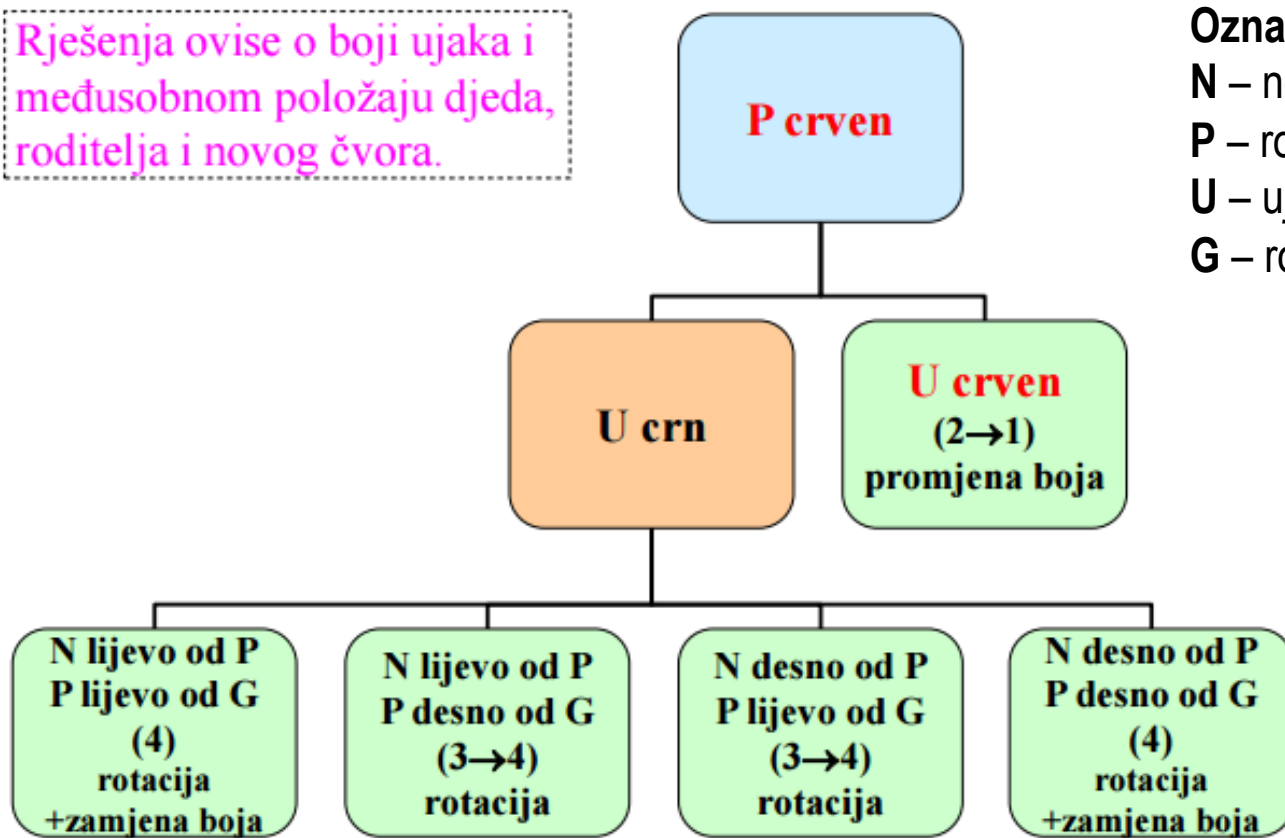 Rješenja ovise o boji ujaka i
međusobnom položaju djeda,
roditelja i novog čvora.
Ozna
N – n
P – ro
U – uj
G – ro
P crven
U crn
U crven
(2→1)
promjena boja
N lijevo od P
P lijevo od G
(4)
rotacija
+zamjena boja
N lijevo od P
P desno od G
(3→4)
rotacija
N desno od P
P lijevo od G
(3→4)
rotacija
N desno od P
P desno od G
(4)
rotacija
+zamjena boja